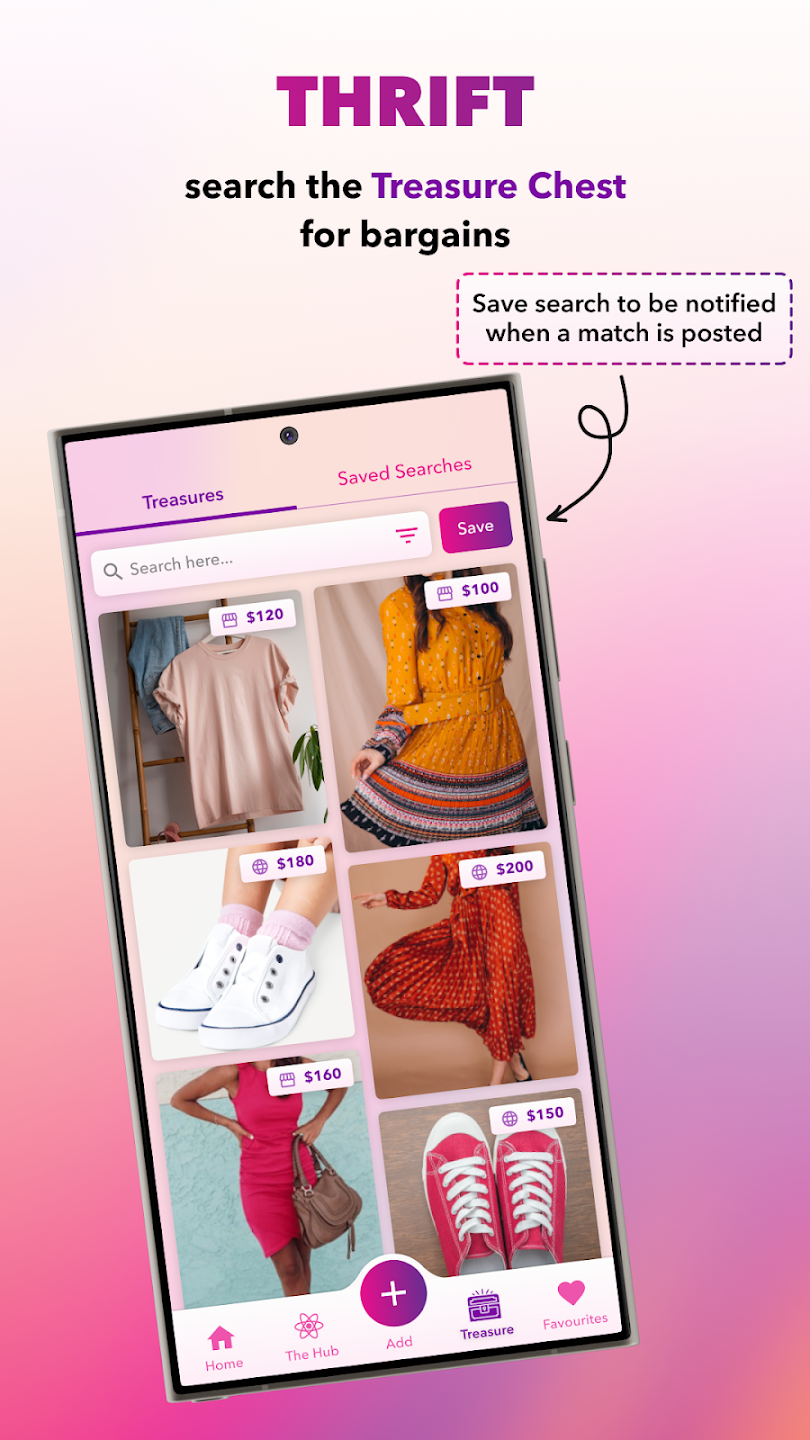 THRIFT
search the Treasure Chest
for bargains
Save search to be notified
when a match is posted
Treasures
Saved Searches
Search here...
Save
$120
$100
$180
$200
$160
$150
Home
The Hub
Add
Treasure
Favourites